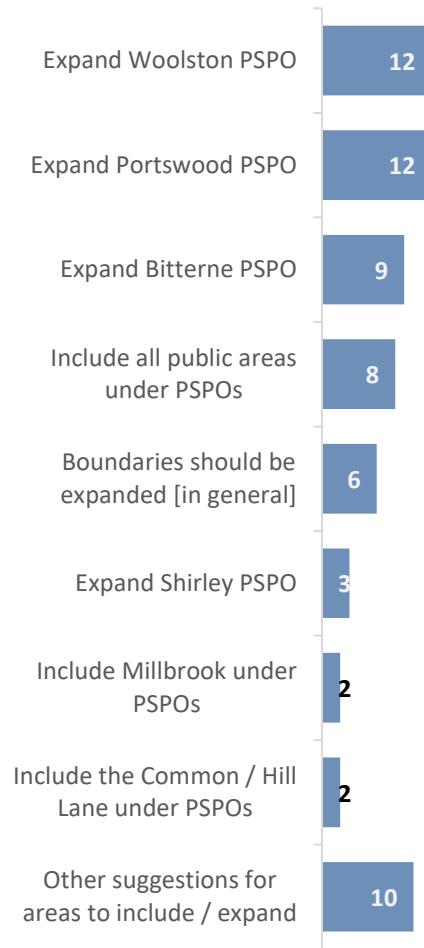 Expand Woolston PSPO
12
Expand Portswood PSPO
12
Expand Bitterne PSPO
9
Include all public areas
under PSPOs
8
Boundaries should be
expanded [in general]
6
Expand Shirley PSPO
3
Include Millbrook under
PSPOs
2
Include the Common / Hill
Lane under PSPOs
2
Other suggestions for
areas to include / expand
10